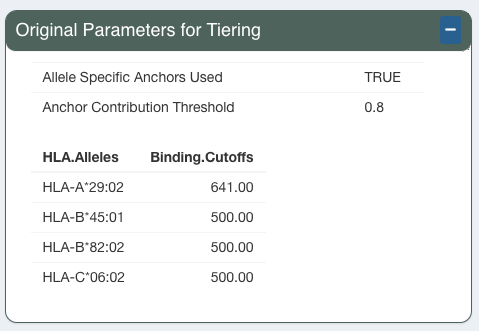 Original Parameters for Tiering
Allele Specific Anchors Used TRUE
Anchor Contribution Threshold 0.8
HLA.Alleles Binding.Cutoffs
HLA-A*29:02 641.00
HLA-B*45:01 500.00
HLA-B*82:02 500.00
HLA-C*06:02 500.00